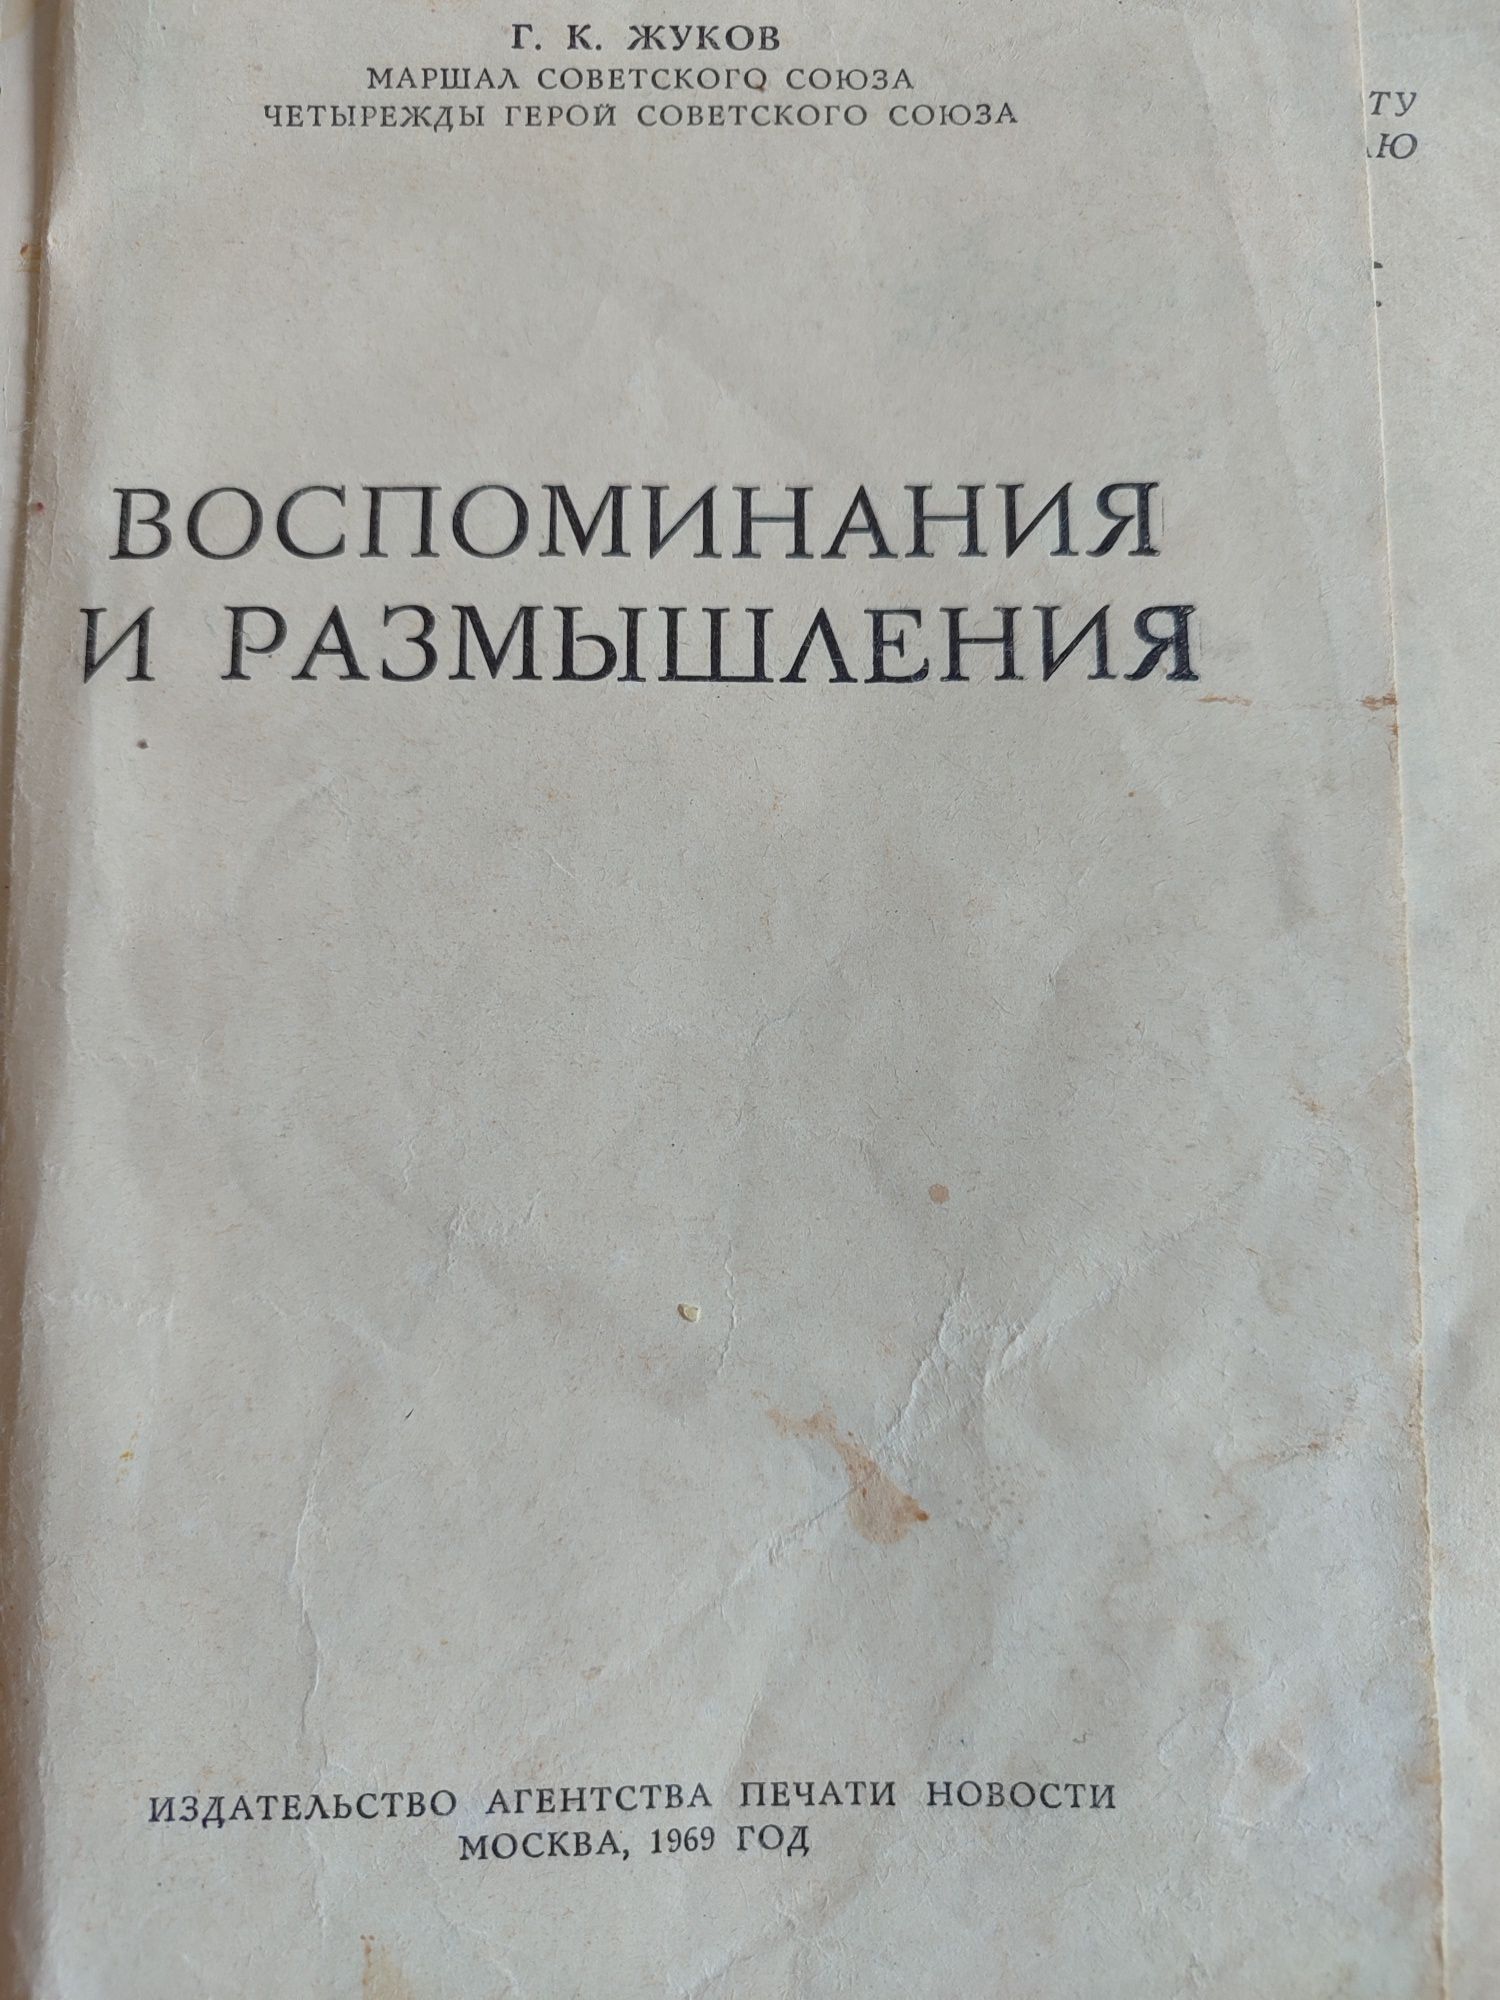 Г. К. ЖУКОВ
МАРШАЛ СОВЕТСКОГО СОЮЗА
ЧЕТЫРЕЖДЫ ГЕРОЙ СОВЕТСКОГО СОЮЗА
ВОСПОМИНАНИЯ
И РАЗМЫШЛЕНИЯ
ИЗДАТЕЛЬСТВО АГЕНТСТВА ПЕЧАТИ НОВОСТИ
МОСКВА, 1969 ГОД